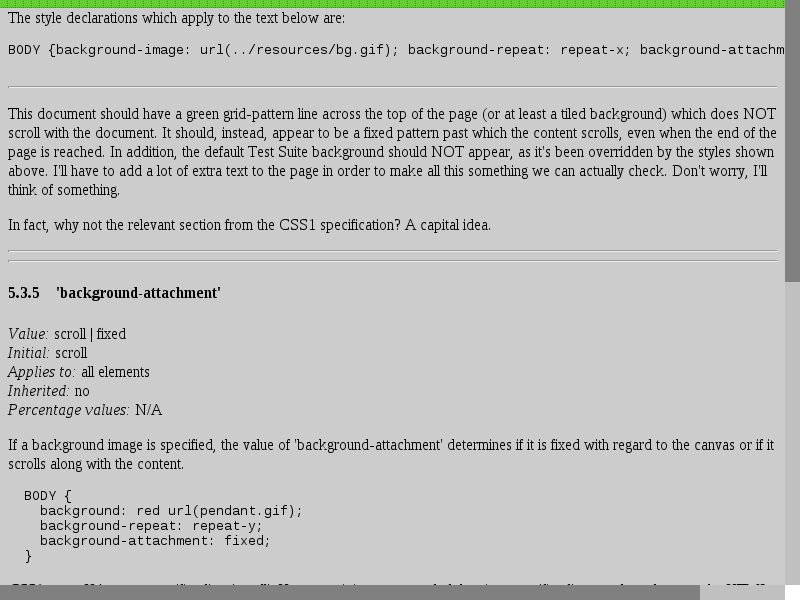 The style declarations which apply to the text below are:
BODY {background-image: url(../resources/bg.gif); background-repeat: repeat-x; background-attachm
This document should have a green grid-pattern line across the top of the page (or at least a tiled background) which does NOT
scroll with the document. It should, instead, appear to be a fixed pattern past which the content scrolls, even when the end of the
page is reached. In addition, the default Test Suite background should NOT appear, as it's been overridden by the styles shown
above. I'll have to add a lot of extra text to the page in order to make all this something we can actually check. Don't worry, I'll
think of something.
In fact, why not the relevant section from the CSS1 specification? A capital idea.
5.3.5 'background-attachment'
Value: scroll | fixed
Initial: scroll
Applies to: all elements
Inherited: no
Percentage values: N/A
If a background image is specified, the value of 'background-attachment' determines if it is fixed with regard to the canvas or if it
scrolls along with the content.
BODY {
background: red url(pendant.gif);
background-repeat: repeat-y;
background-attachment: fixed;
}